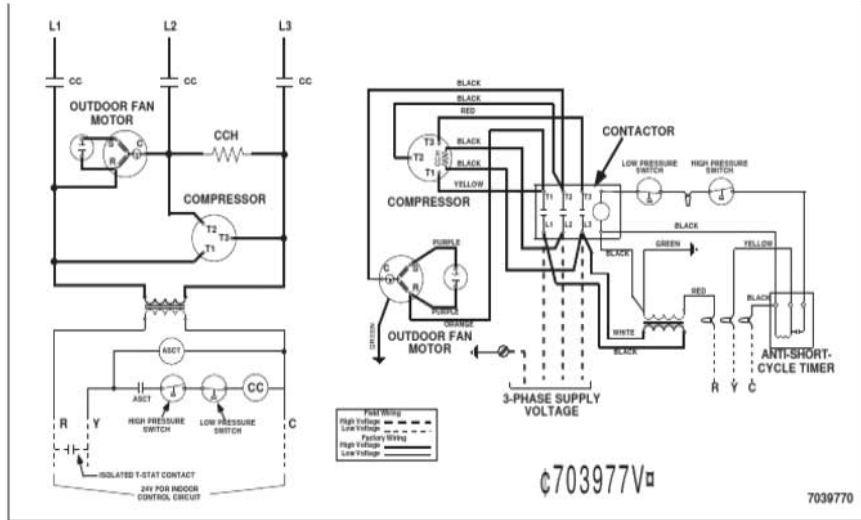 L1 L2 L3
CC CC CC
OUTDOOR FAN
MOTOR
S
C
R
CCH
COMPRESSOR
T2
T3
T1
ASCT
ASCT
CC
HIGH PRESSURE
SWITCH
LOW PRESSURE
SWITCH
R Y C
ISOLATED T-STAT CONTACT
24V FOR INDOOR
CONTROL CIRCUIT
BLACK
BLACK
RED
T3
BLACK
T2
CCH
BLACK
T1
YELLOW
COMPRESSOR
CONTACTOR
LOW PRESSURE
SWITCH
HIGH PRESSURE
SWITCH
T1 T2 T3
L1 L2 L3
BLACK
BLACK
GREEN
YELLOW
PURPLE
C
S
R
PURPLE
ORANGE
GREEN
OUTDOOR FAN
MOTOR
RED
BLACK
WHITE
BLACK
ANTI-SHORT-
CYCLE TIMER
R Y C
3-PHASE SUPPLY
VOLTAGE
Field Wiring
High Voltage
Low Voltage
Factory Wiring
High Voltage
Low Voltage
¢703977V¤
7039770